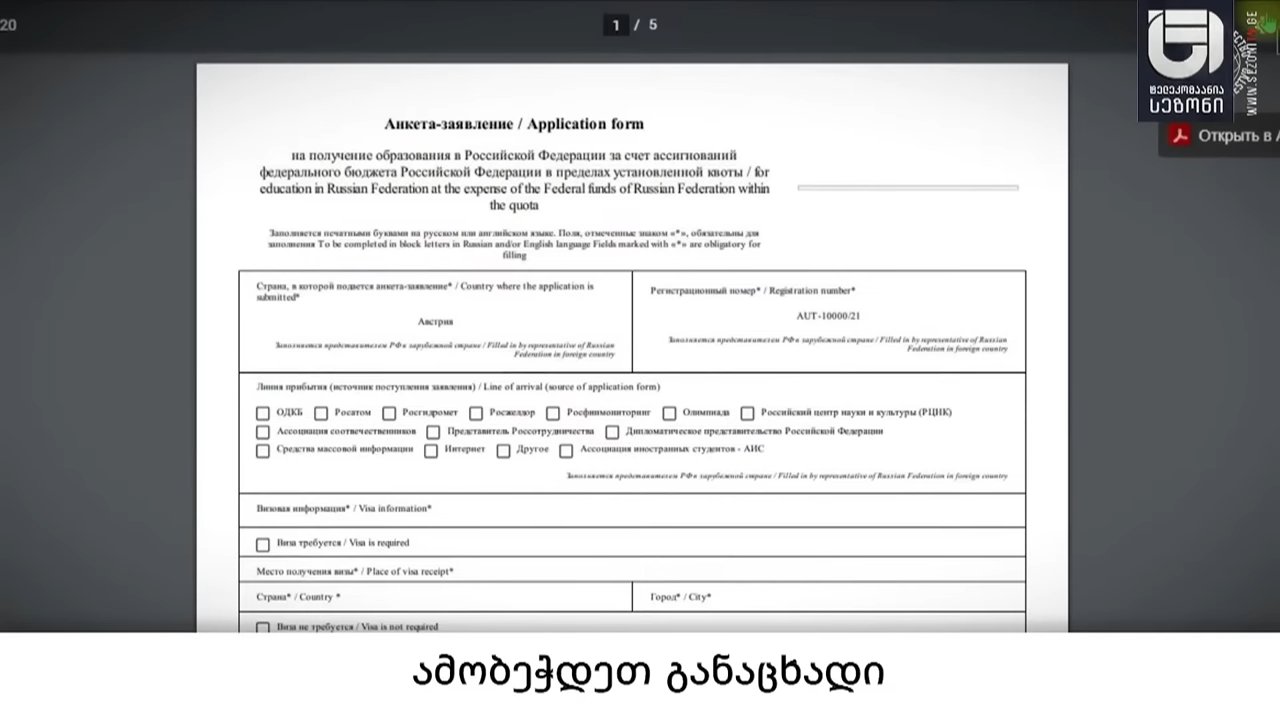 20
1 / 5
ტელეკომპანია
სეზონი
WWW.SEZONI.GE
Открыть в A
Анкета-заявление / Application form
на получение образования в Российской Федерации за счет ассигнований
федерального бюджета Российской Федерации в пределах установленной квоты / for
education in Russian Federation at the expense of the Federal funds of Russian Federation within
the quota
Заполняется печатными буквами на русском или английском языке. Поля, отмеченные знаком «*», обязательны для
заполнения To be completed in block letters in Russian and/or English language Fields marked with «*» are obligatory for
filling
Страна, в которой подается анкета-заявление* / Country where the application is
submitted*
Австрия
Заполняется представителем РФ в зарубежной стране / Filled in by representative of Russian
Federation in foreign country
Регистрационный номер* / Registration number*
AUT-10000/21
Заполняется представителем РФ в зарубежной стране / Filled in by representative of Russian
Federation in foreign country
Линия прибытия (источник поступления заявления) / Line of arrival (source of application form)
ОДКБ Росатом Росгидромет Росжелдор Росфинмониторинг Олимпиада Российский центр науки и культуры (РЦНК)
Ассоциация соотечественников Представитель Россотрудничества Дипломатическое представительство Российской Федерации
Средства массовой информации Интернет Другое Ассоциация иностранных студентов - АИС
Заполняется представителем РФ в зарубежной стране / Filled in by representative of Russian Federation in foreign country
Визовая информация* / Visa information*
Виза требуется / Visa is required
Место получения визы* / Place of visa receipt*
Страна* / Country *
Город* / City*
Виза не требуется / Visa is not required
ამობეჭდეთ განაცხადი